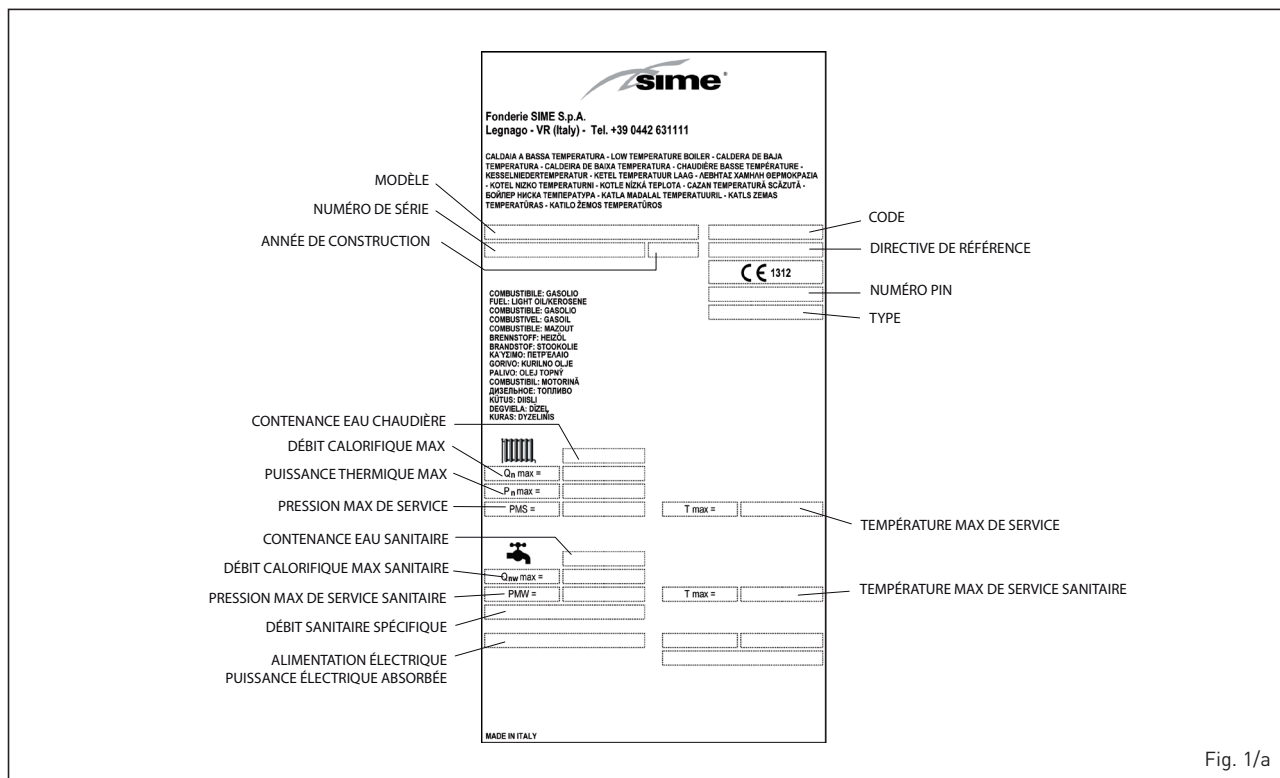 sime®
Fonderie SIME S.p.A.
Legnago - VR (Italy) - Tel. +39 0442 631111
CALDAIA A BASSA TEMPERATURA - LOW TEMPERATURE BOILER - CALDERA DE BAJA
TEMPERATURA - CALDEIRA DE BAIXA TEMPERATURA - CHAUDIÈRE BASSE TEMPÉRATURE -
KESSELNIEDERTEMPERATUR - KETEL TEMPERATUUR LAAG - ΛΕΒΗΤΑΣ ΧΑΜΗΛΗ ΘΕΡΜΟΚΡΑΣΙΑ
- KOTEL NIZKO TEMPERATURNI - KOTLE NÍZKÁ TEPLOTA - CAZAN TEMPERATURĂ SCĂZUTĂ -
БОЙЛЕР НИСКА ТЕМПЕРАТУРА - KATLA MADALAL TEMPERATUURIL - KATLS ZEMAS
TEMPERATŪRAS - KATILO ŽEMOS TEMPERATŪROS
MODÈLE
NUMÉRO DE SÉRIE
ANNÉE DE CONSTRUCTION
CODE
DIRECTIVE DE RÉFÉRENCE
CE 1312
NUMÉRO PIN
TYPE
COMBUSTIBILE: GASOLIO
FUEL: LIGHT OIL/KEROSENE
COMBUSTIBLE: GASOLIO
COMBUSTIVEL: GASOIL
COMBUSTIBLE: MAZOUT
BRENNSTOFF: HEIZÖL
BRANDSTOF: STOOKOLIE
ΚΑΎΣΙΜΟ: ΠΕΤΡΈΛΑΙΟ
GORIVO: KURILNO OLJE
PALIVO: OLEJ TOPNÝ
COMBUSTIBIL: MOTORINĂ
ДИЗЕЛЬНОЕ: ТОПЛИВО
KÜTUS: DIISLI
DEGVIELA: DĪZEĻ
KURAS: DYZELINIS
CONTENANCE EAU CHAUDIÈRE
DÉBIT CALORIFIQUE MAX
Qn max =
PUISSANCE THERMIQUE MAX
Pn max =
PRESSION MAX DE SERVICE
PMS =
T max =
TEMPÉRATURE MAX DE SERVICE
CONTENANCE EAU SANITAIRE
DÉBIT CALORIFIQUE MAX SANITAIRE
Qnw max =
PRESSION MAX DE SERVICE SANITAIRE
PMW =
T max =
TEMPÉRATURE MAX DE SERVICE SANITAIRE
DÉBIT SANITAIRE SPÉCIFIQUE
ALIMENTATION ÉLECTRIQUE
PUISSANCE ÉLECTRIQUE ABSORBÉE
MADE IN ITALY
Fig. 1/a